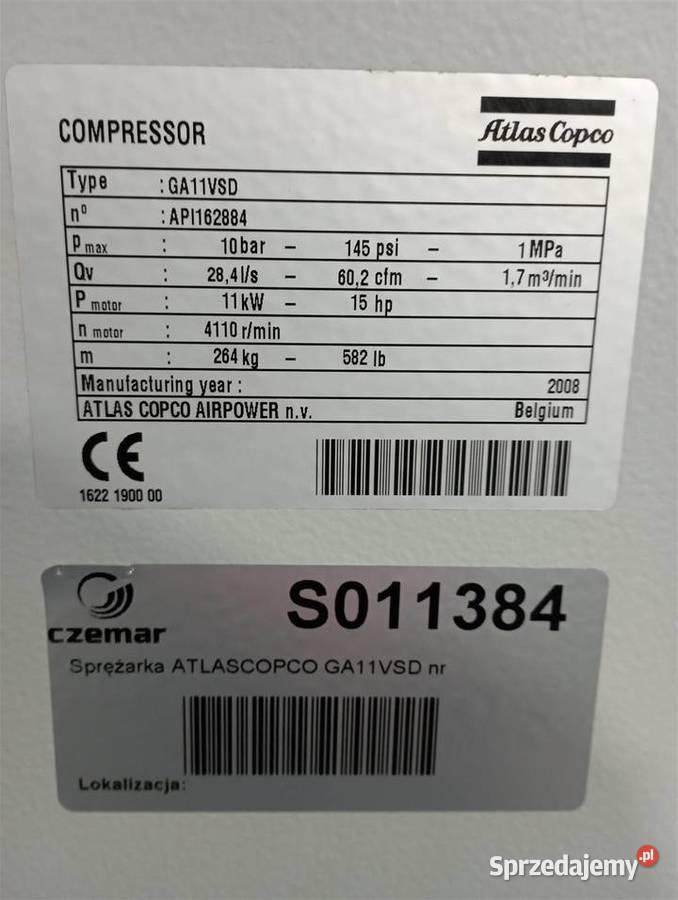 COMPRESSOR
Atlas Copco
Type : GA11VSD
nº : API162884
P max : 10 bar – 145 psi – 1 MPa
Qv : 28,4 l/s – 60,2 cfm – 1,7 m³/min
P motor : 11 kW – 15 hp
n motor : 4110 r/min
m : 264 kg – 582 lb
Manufacturing year : 2008
ATLAS COPCO AIRPOWER n.v. Belgium
CE
1622 1900 00
czemar
S011384
Sprężarka ATLASCOPCO GA11VSD nr
Lokalizacja:
Sprzedajemy.pl